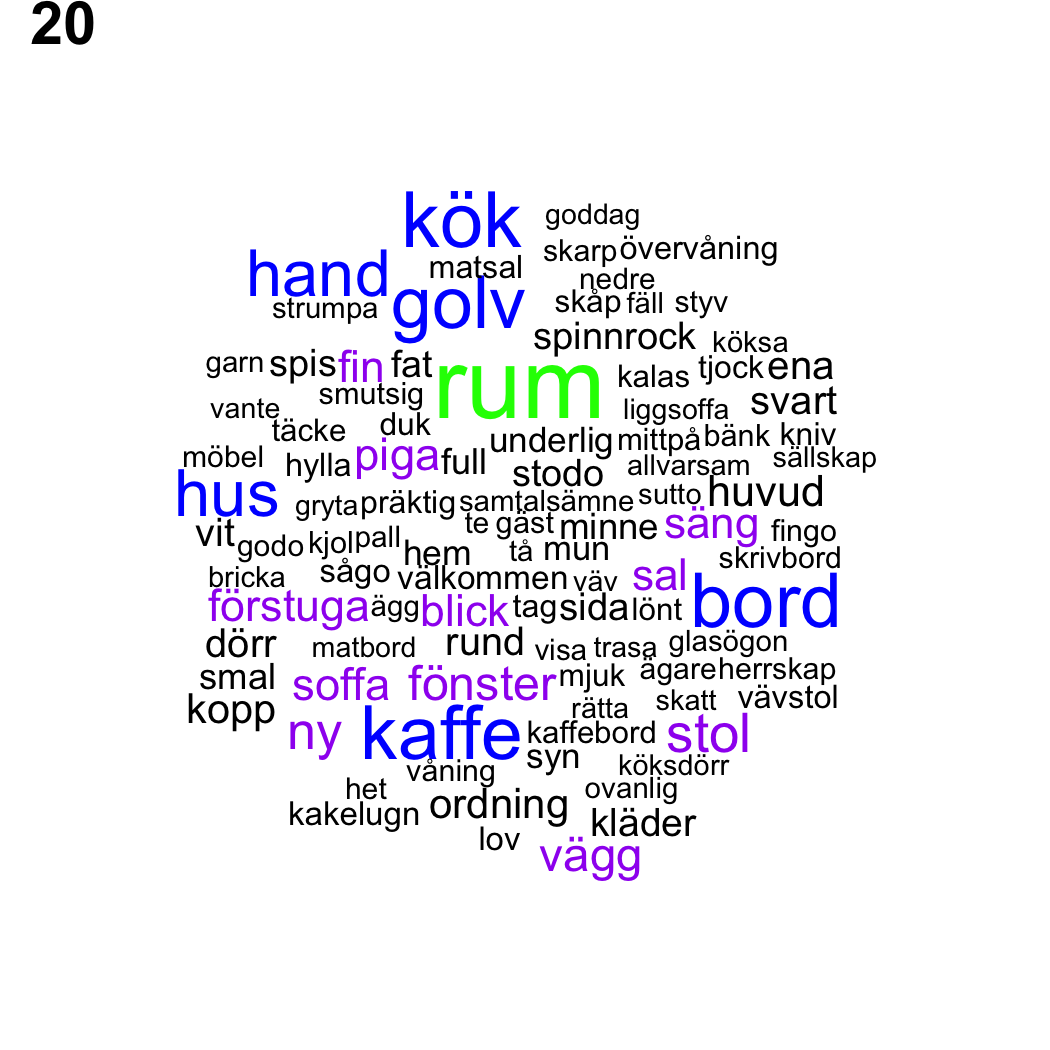 20
kök goddag
skarp övervåning
hand matsal nedre
strumpa golv skåp fäll styv
spinnrock köksa
garn spis fin fat rum kalas tjock ena
smutsig liggsoffa svart
vante täcke duk underlig mittpå bänk kniv
möbel hylla piga full stodo allvarsam sällskap
hus gryta präktig samtalsämne sutto huvud
vit godo kjol pall te gäst minne säng fingo
hem tå mun skrivbord
bricka sågo välkommen väv sal bord
förstuga ägg blick tag sida lönt
dörr matbord rund visa trasa glasögon
smal soffa fönster mjuk ägare herrskap
kopp rätta skatt vävstol
ny kaffe kaffebord stol
våning syn köksdörr
het ovanlig
kakelugn ordning kläder
lov vägg